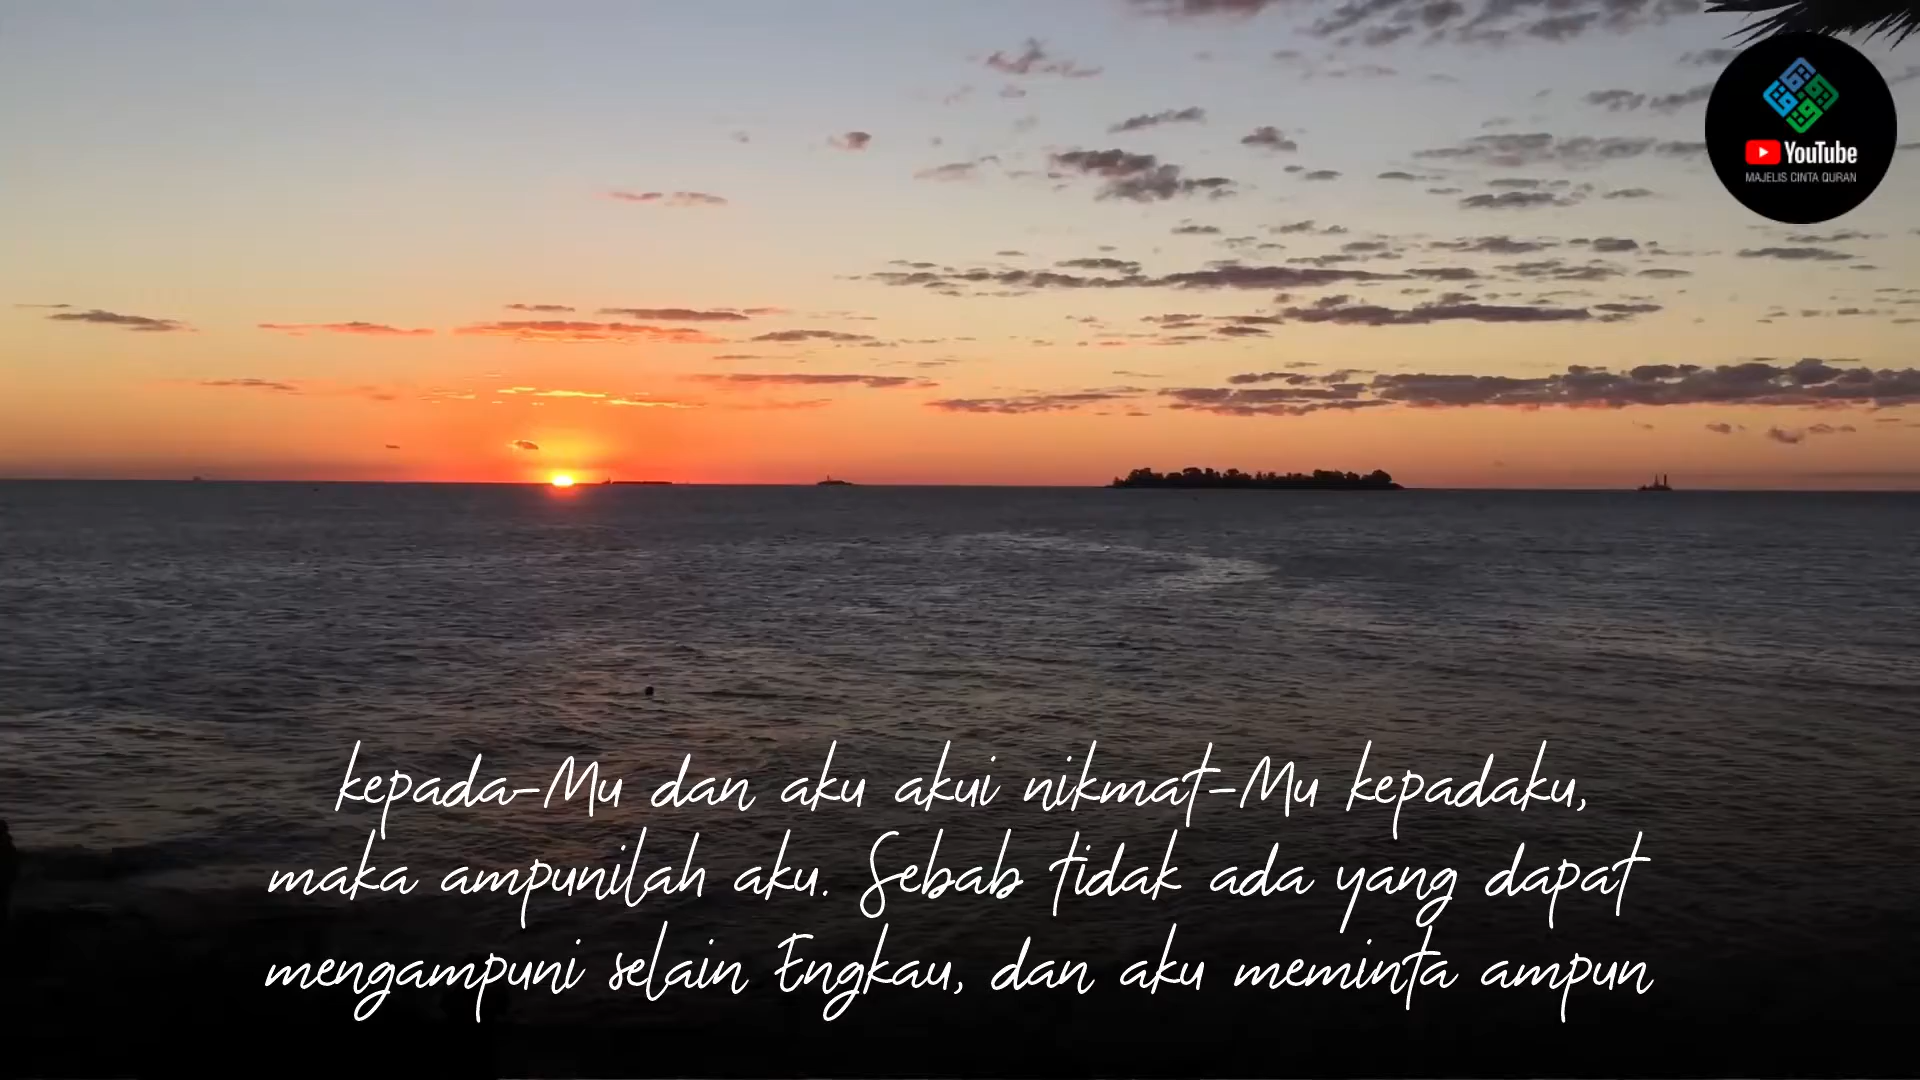 YouTube
MAJELIS CINTA QURAN
kepada-Mu dan aku akui nikmat-Mu kepadaku,
maka ampunilah aku. Sebab tidak ada yang dapat
mengampuni selain Engkau, dan aku meminta ampun